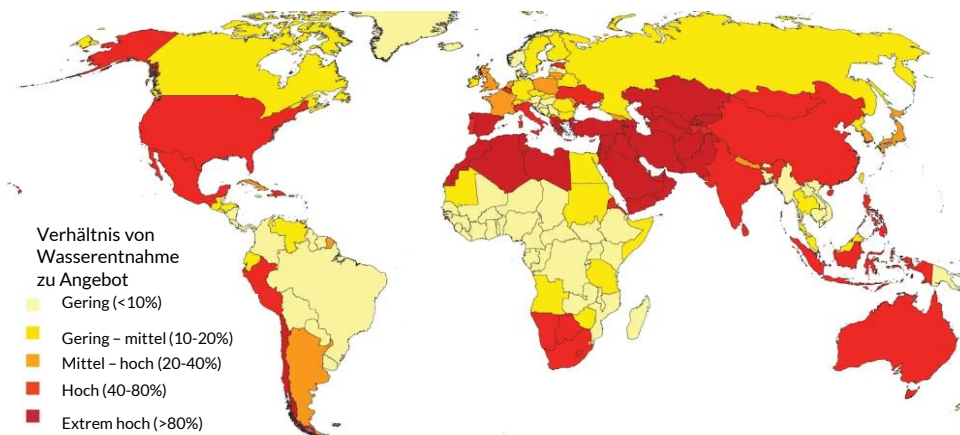 Verhältnis von
Wasserentnahme
zu Angebot
Gering (<10%)
Gering – mittel (10-20%)
Mittel – hoch (20-40%)
Hoch (40-80%)
Extrem hoch (>80%)